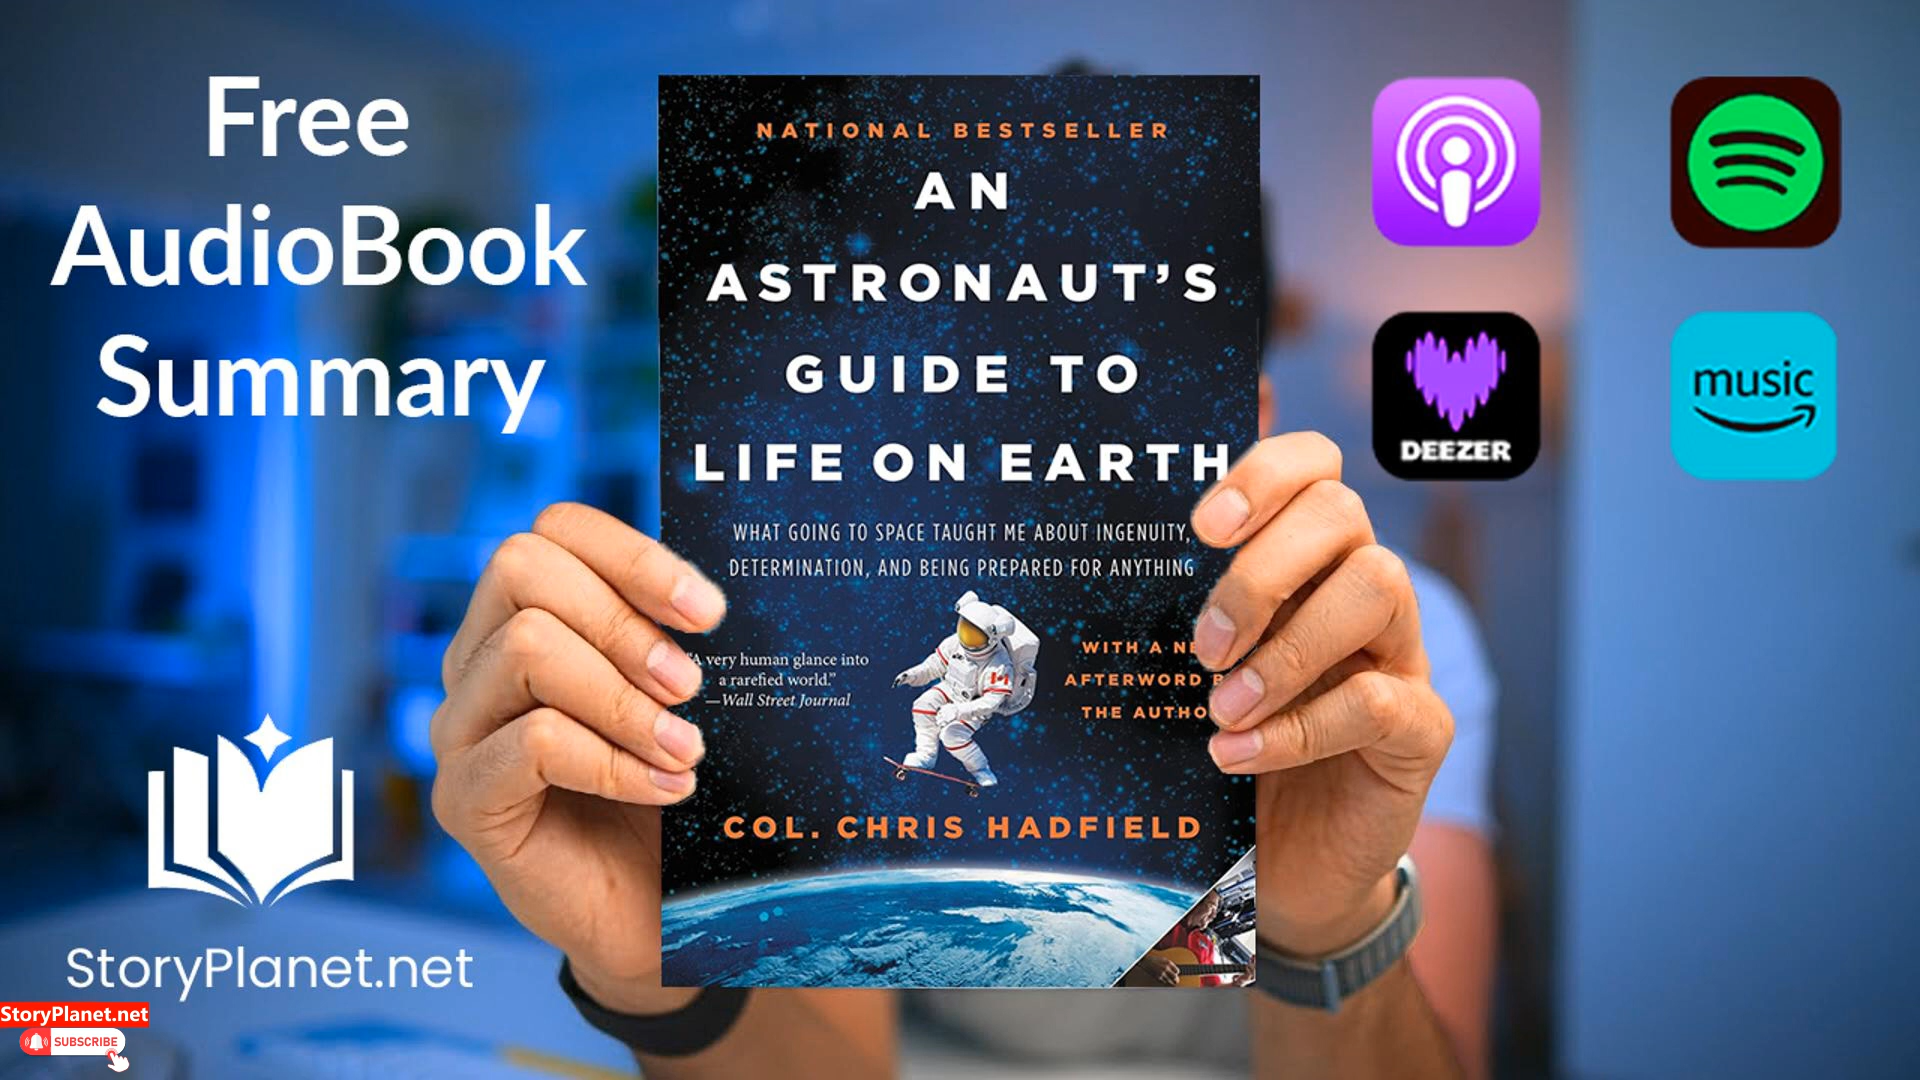 Free
AudioBook
Summary
NATIONAL BESTSELLER
AN
ASTRONAUT'S
GUIDE TO
LIFE ON EARTH
WHAT GOING TO SPACE TAUGHT ME ABOUT INGENUITY,
DETERMINATION, AND BEING PREPARED FOR ANYTHING
"A very human glance into
a rarefied world."
—Wall Street Journal
WITH A
AFTERWORD
THE
COL. CHRIS HADFIELD
DEEZER
music
StoryPlanet.net
StoryPlanet.net
SUBSCRIBE